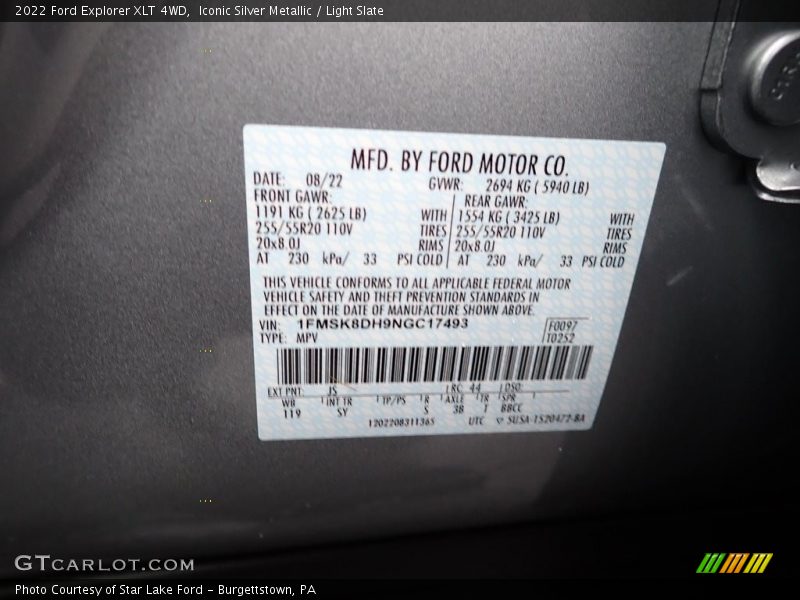 2022 Ford Explorer XLT 4WD, Iconic Silver Metallic / Light Slate
MFD. BY FORD MOTOR CO.
DATE: 08/22 GVWR: 2694 KG ( 5940 LB)
FRONT GAWR: REAR GAWR:
1191 KG ( 2625 LB) WITH 1554 KG ( 3425 LB) WITH
255/55R20 110V TIRES 255/55R20 110V TIRES
20x8.0J RIMS 20x8.0J RIMS
AT 230 kPa/ 33 PSI COLD AT 230 kPa/ 33 PSI COLD
THIS VEHICLE CONFORMS TO ALL APPLICABLE FEDERAL MOTOR
VEHICLE SAFETY AND THEFT PREVENTION STANDARDS IN
EFFECT ON THE DATE OF MANUFACTURE SHOWN ABOVE.
VIN: 1FMSK8DH9NGC17493 F0097
TYPE: MPV T0252
EXT PNT: JS RC: 44 DSO:
WB INT TR TP/PS R AXLE TR SPR
119 SY S 38 1 BBCC
1202208311365 UTC SUSA-1520472-BA
GTCARLOT.COM
Photo Courtesy of Star Lake Ford - Burgettstown, PA